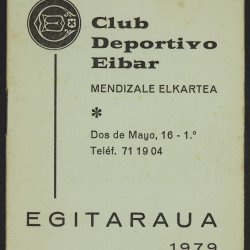 Club
Deportivo
Eibar
MENDIZALE ELKARTEA
*
Dos de Mayo, 16 - 1.º
Teléf. 71 19 04
EGITARAUA
1979